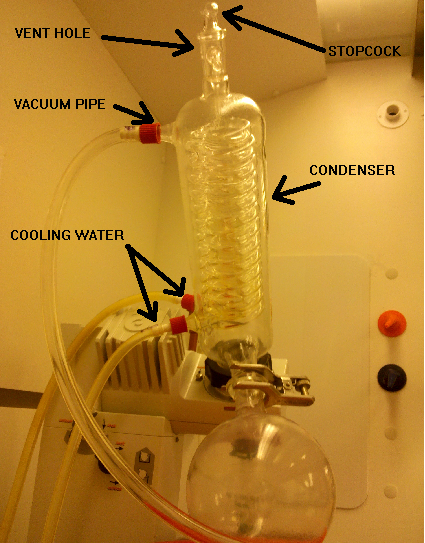 VENT HOLE
STOPCOCK
VACUUM PIPE
CONDENSER
COOLING WATER